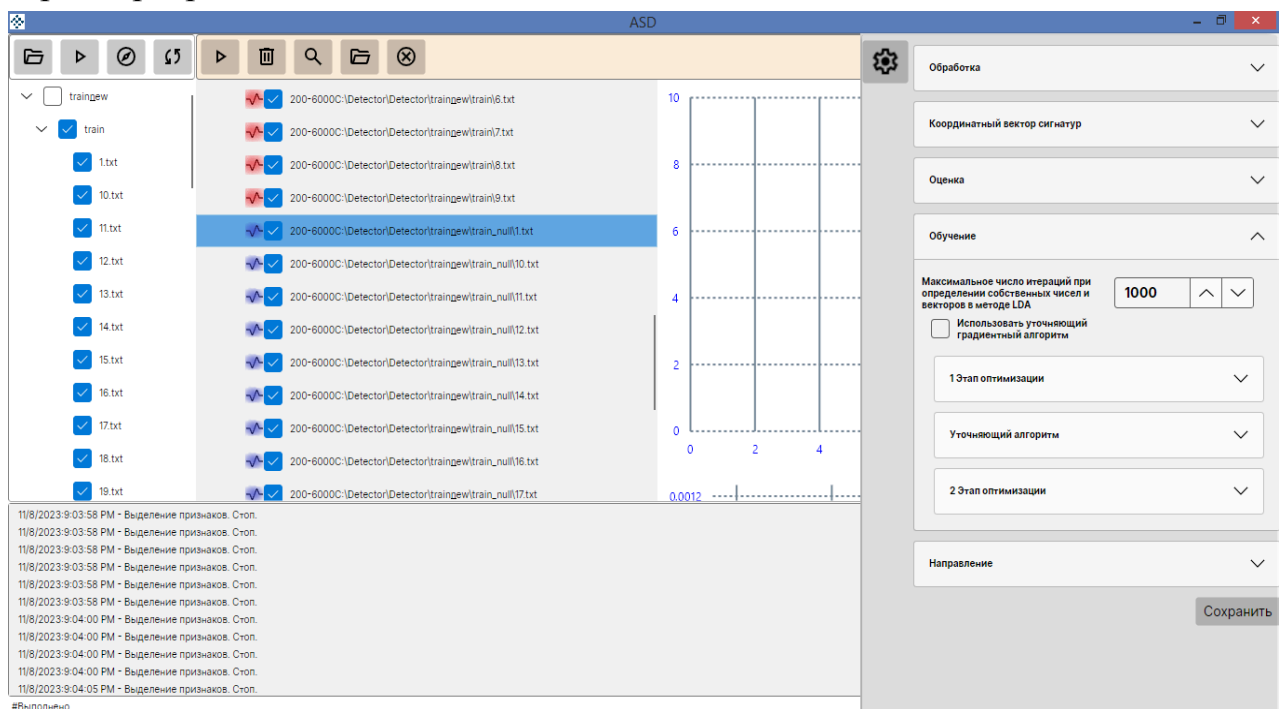 ASD
trainnew
train
1.txt
10.txt
11.txt
12.txt
13.txt
14.txt
15.txt
16.txt
17.txt
18.txt
19.txt
200-6000C:\Detector\Detector\trainnew\train\6.txt
200-6000C:\Detector\Detector\trainnew\train\7.txt
200-6000C:\Detector\Detector\trainnew\train\8.txt
200-6000C:\Detector\Detector\trainnew\train\9.txt
200-6000C:\Detector\Detector\trainnew\train_null\1.txt
200-6000C:\Detector\Detector\trainnew\train_null\10.txt
200-6000C:\Detector\Detector\trainnew\train_null\11.txt
200-6000C:\Detector\Detector\trainnew\train_null\12.txt
200-6000C:\Detector\Detector\trainnew\train_null\13.txt
200-6000C:\Detector\Detector\trainnew\train_null\14.txt
200-6000C:\Detector\Detector\trainnew\train_null\15.txt
200-6000C:\Detector\Detector\trainnew\train_null\16.txt
200-6000C:\Detector\Detector\trainnew\train_null\17.txt
10
8
6
4
2
0
0 2 4
0.0012
Обработка
Координатный вектор сигнатур
Оценка
Обучение
Максимальное число итераций при
определении собственных чисел и
векторов в методе LDA
1000
Использовать уточняющий
градиентный алгоритм
1 Этап оптимизации
Уточняющий алгоритм
2 Этап оптимизации
Направление
Сохранить
11/8/2023:9:03:58 PM - Выделение признаков. Стоп.
11/8/2023:9:03:58 PM - Выделение признаков. Стоп.
11/8/2023:9:03:58 PM - Выделение признаков. Стоп.
11/8/2023:9:03:58 PM - Выделение признаков. Стоп.
11/8/2023:9:03:58 PM - Выделение признаков. Стоп.
11/8/2023:9:03:58 PM - Выделение признаков. Стоп.
11/8/2023:9:04:00 PM - Выделение признаков. Стоп.
11/8/2023:9:04:00 PM - Выделение признаков. Стоп.
11/8/2023:9:04:00 PM - Выделение признаков. Стоп.
11/8/2023:9:04:00 PM - Выделение признаков. Стоп.
11/8/2023:9:04:05 PM - Выделение признаков. Стоп.
#Выполнено